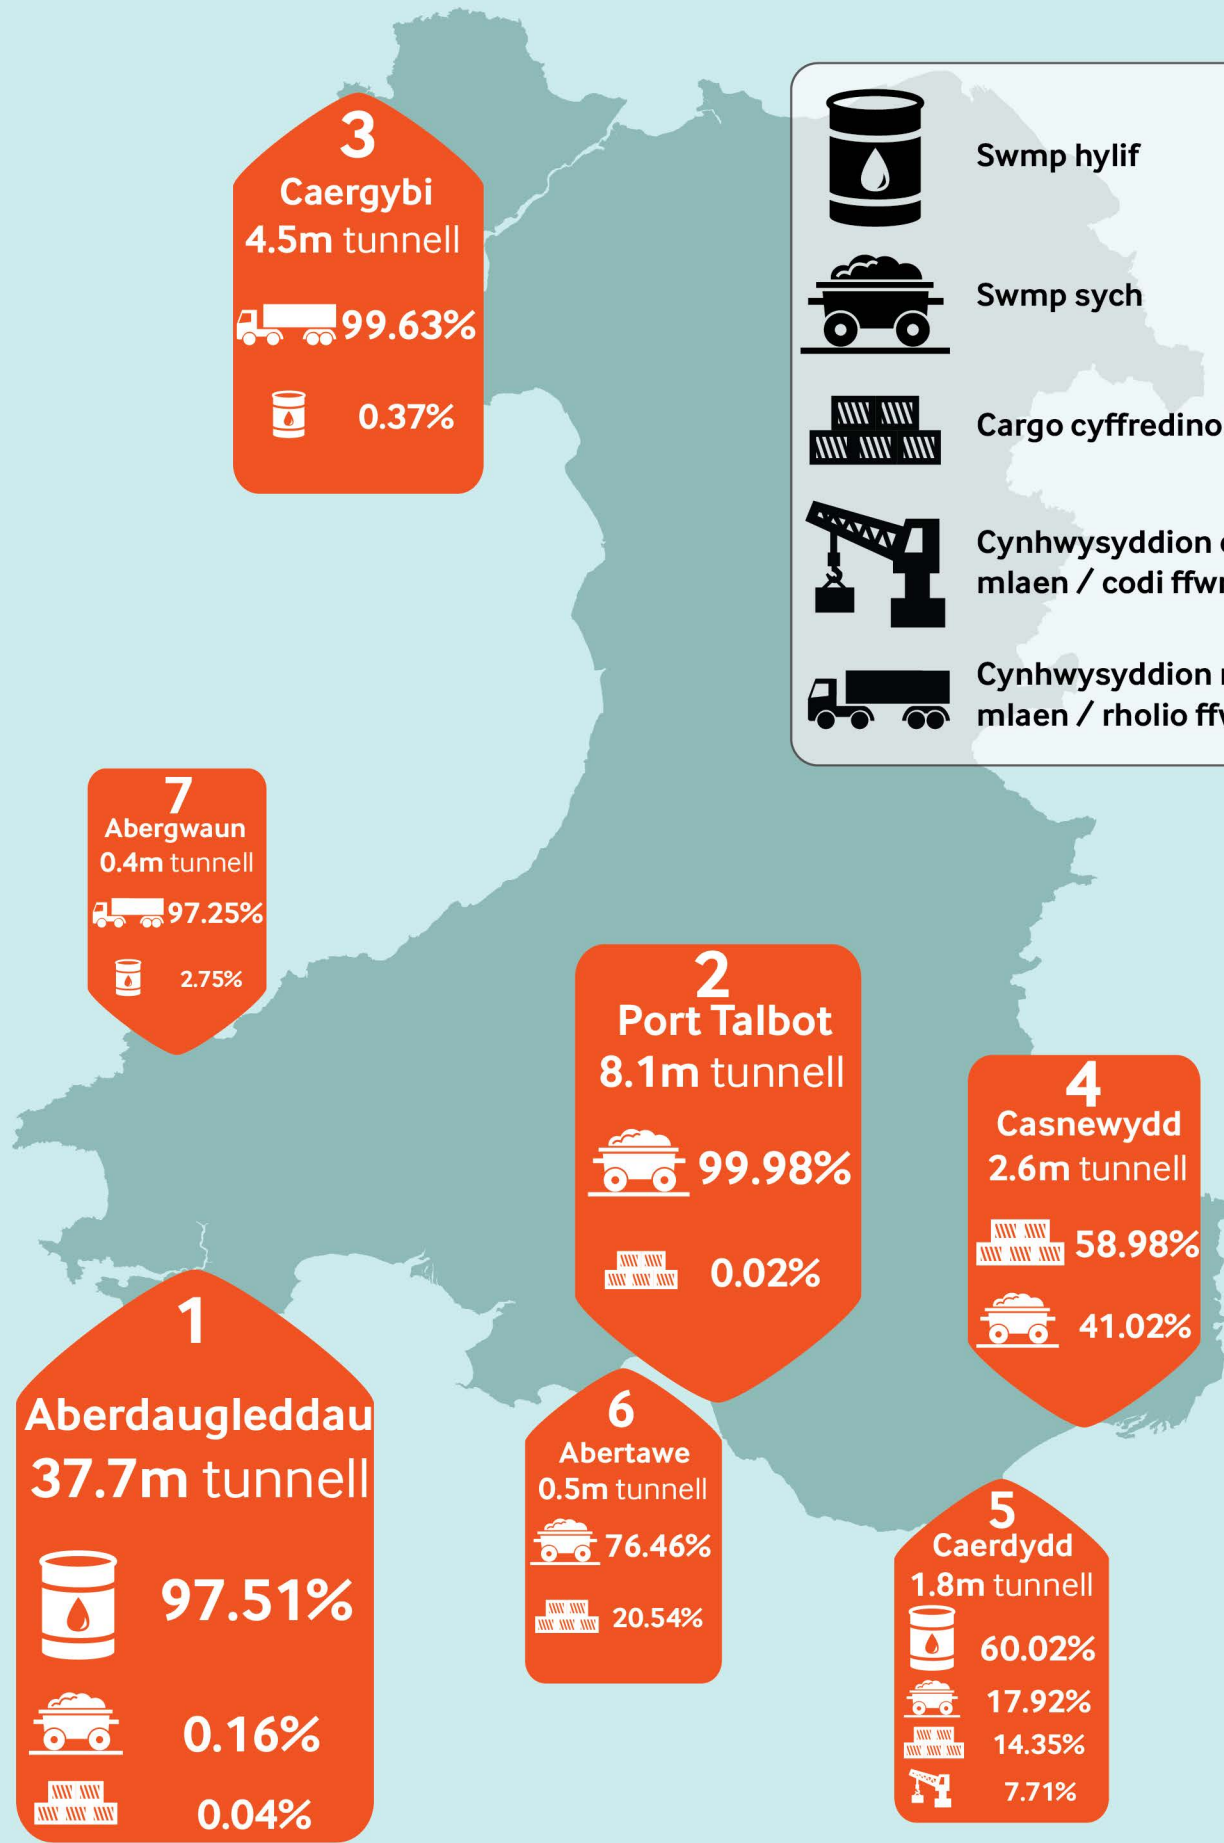 3
Caergybi
4.5m tunnell
99.63%
0.37%
Swmp hylif
Swmp sych
Cargo cyffredino
Cynhwysyddion
mlaen / codi
Cynhwysyddion
mlaen / rholio
7
Abergwaun
0.4m tunnell
97.25%
2.75%
2
Port Talbot
8.1m tunnell
99.98%
0.02%
4
Casnewydd
2.6m tunnell
58.98%
41.02%
1
Aberdaugleddau
37.7m tunnell
97.51%
0.16%
0.04%
6
Abertawe
0.5m tunnell
76.46%
20.54%
5
Caerdydd
1.8m tunnell
60.02%
17.92%
14.35%
7.71%